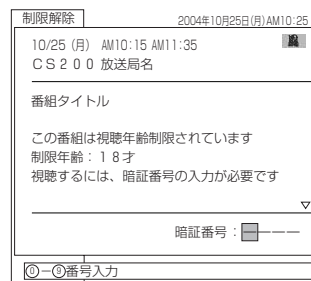 制限解除 2004年10月25日(月)AM10:25
10/25 (月) AM10:15 AM11:35
ＣＳ２００ 放送局名
番組タイトル
この番組は視聴年齢制限されています
制限年齢：１８才
視聴するには、暗証番号の入力が必要です
暗証番号：－－－－
⓪－⑨番号入力